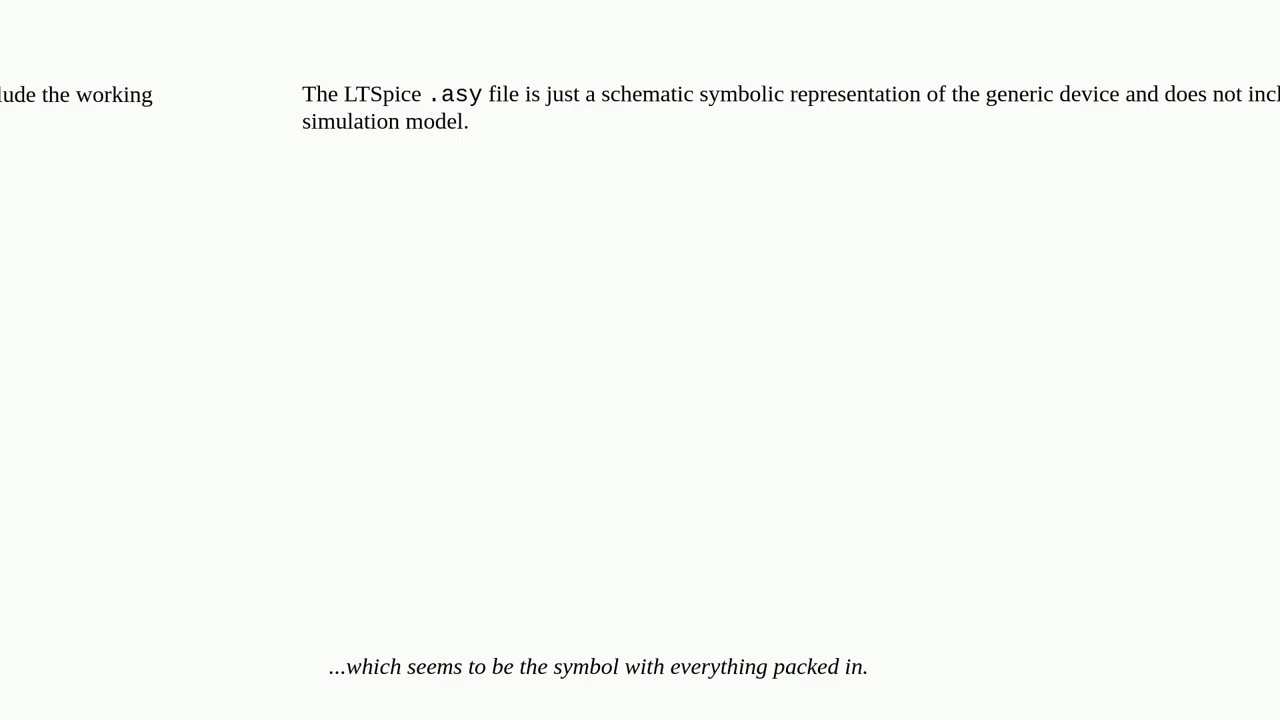 lude the working
The LTSpice .asy file is just a schematic symbolic representation of the generic device and does not incl
simulation model.
...which seems to be the symbol with everything packed in.